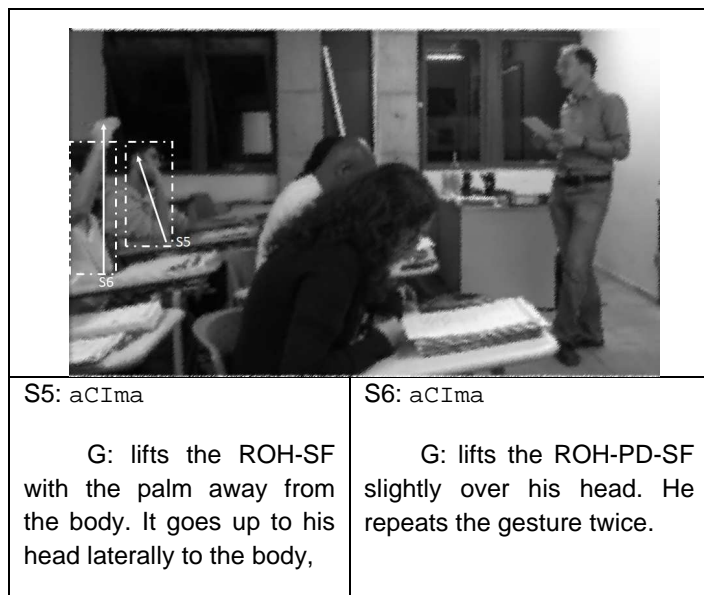 S5
S6
S5: aCIma
G: lifts the ROH-SF
with the palm away from
the body. It goes up to his
head laterally to the body,
S6: aCIma
G: lifts the ROH-PD-SF
slightly over his head. He
repeats the gesture twice.